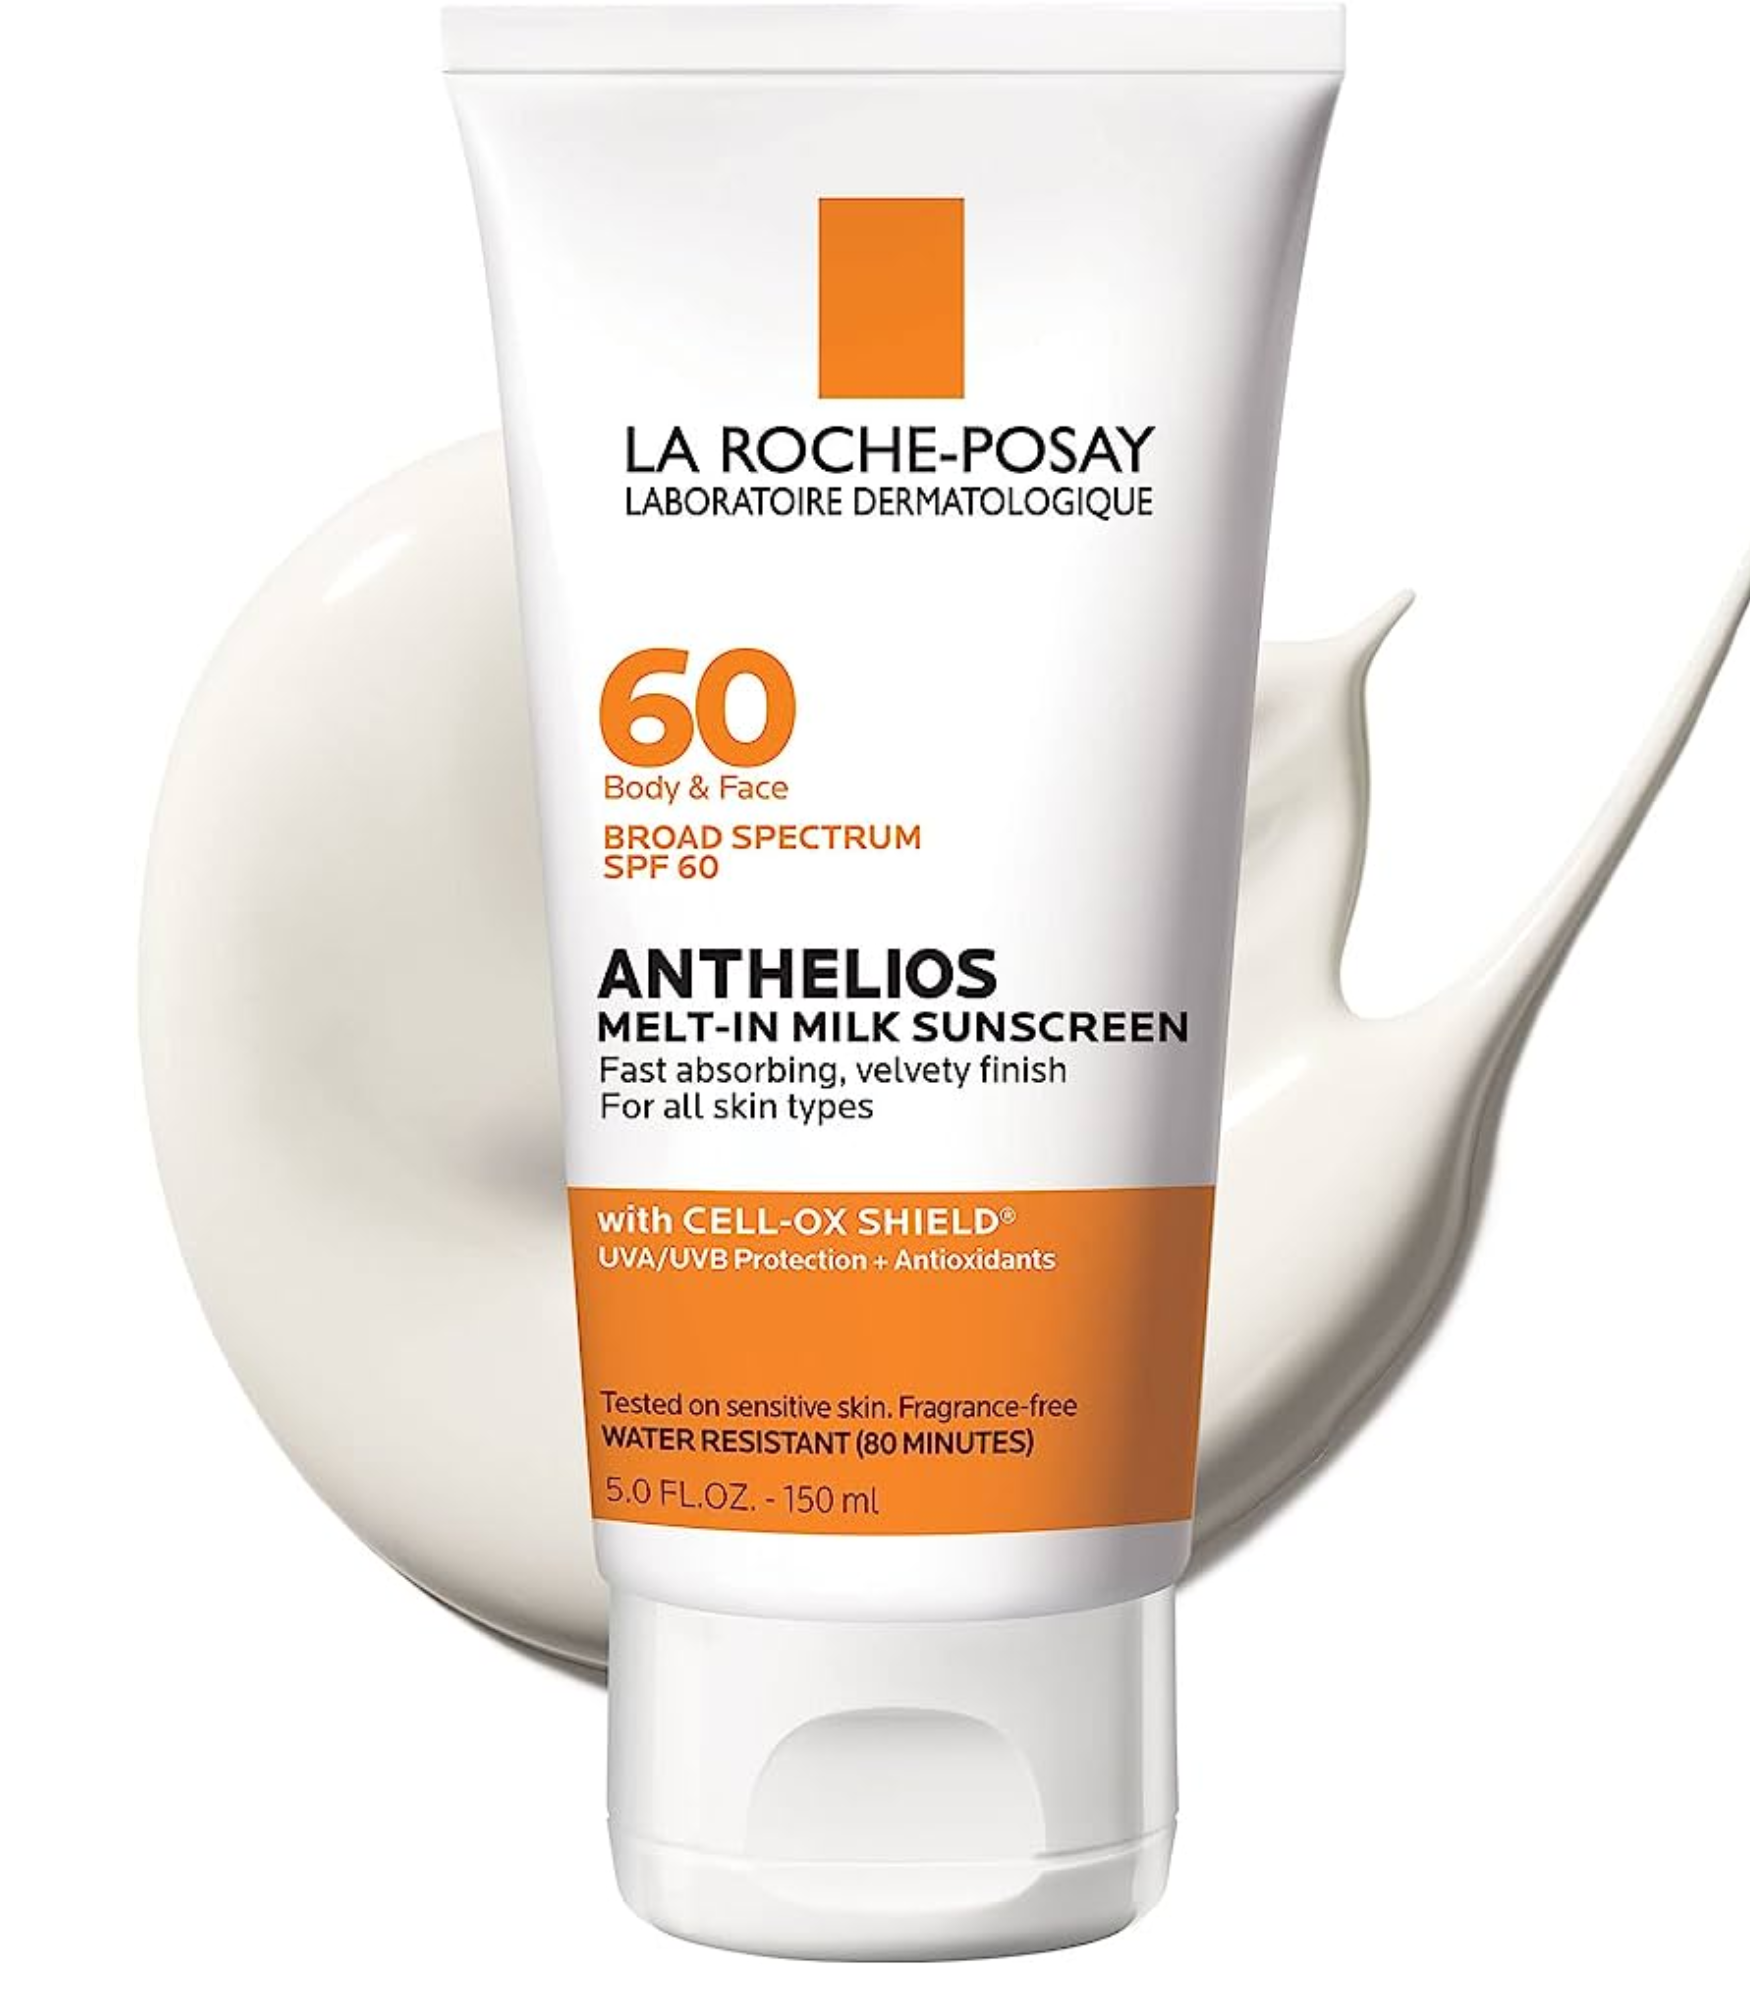 LA ROCHE-POSAY
LABORATOIRE DERMATOLOGIQUE
60
Body & Face
BROAD SPECTRUM
SPF 60
ANTHELIOS
MELT-IN MILK SUNSCREEN
Fast absorbing, velvety finish
For all skin types
with CELL-OX SHIELD®
UVA/UVB Protection + Antioxidants
Tested on sensitive skin. Fragrance-free
WATER RESISTANT (80 MINUTES)
5.0 FL.OZ. - 150 ml